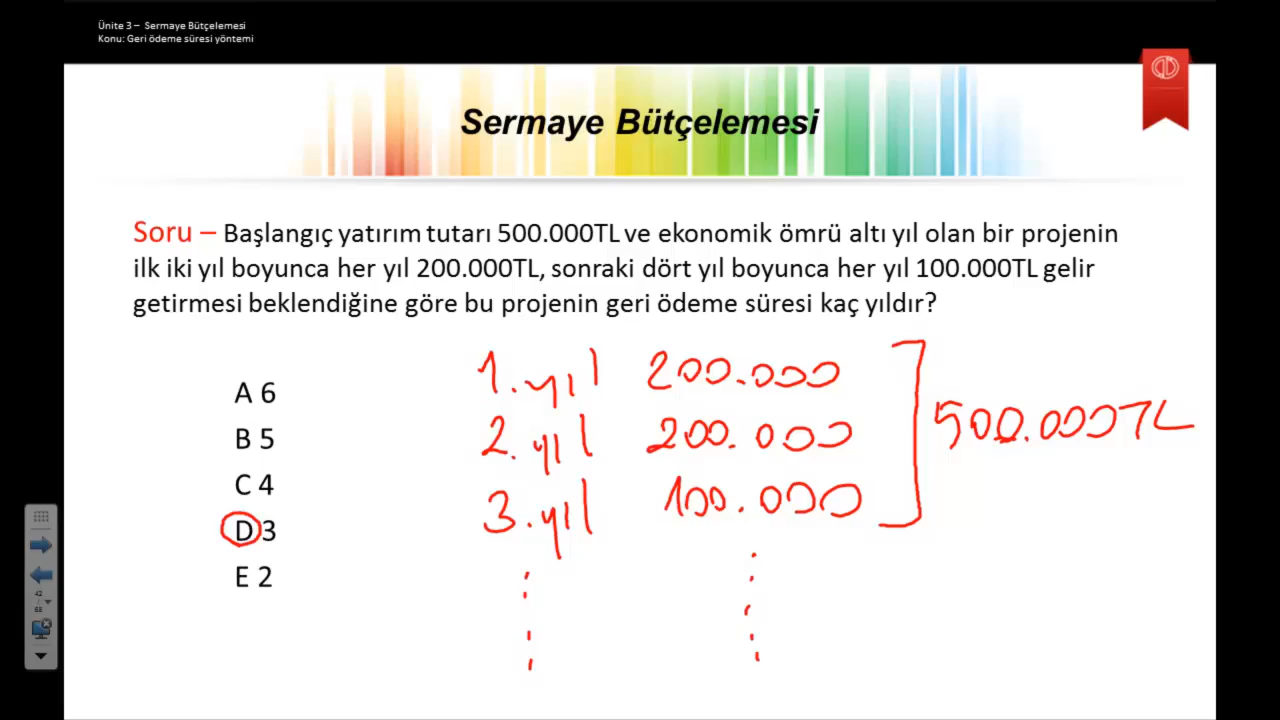 Ünite 3 – Sermaye Bütçelemesi
Konu: Geri ödeme süresi yöntemi
Sermaye Bütçelemesi
Soru – Başlangıç yatırım tutarı 500.000TL ve ekonomik ömrü altı yıl olan bir projenin
ilk iki yıl boyunca her yıl 200.000TL, sonraki dört yıl boyunca her yıl 100.000TL gelir
getirmesi beklendiğine göre bu projenin geri ödeme süresi kaç yıldır?
A 6
B 5
C 4
D 3
E 2
1. yıl 200.000
2. yıl 200.000
3. yıl 100.000
500.000TL
42
/
58